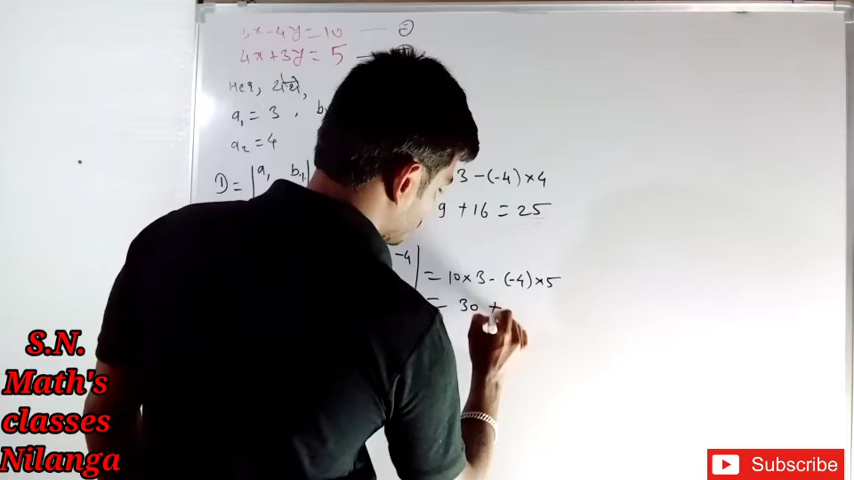 3x-4y=10 —
4x+3y= 5
a₁ = 3 ,
a₂ = 4
D = | a₁ b₁ |
3 -(-4)×4
9 +16 = 25
-4 | = 10×3 - (-4)×5
= 30 +
S.N.
Math's
classes
Nilanga
Subscribe